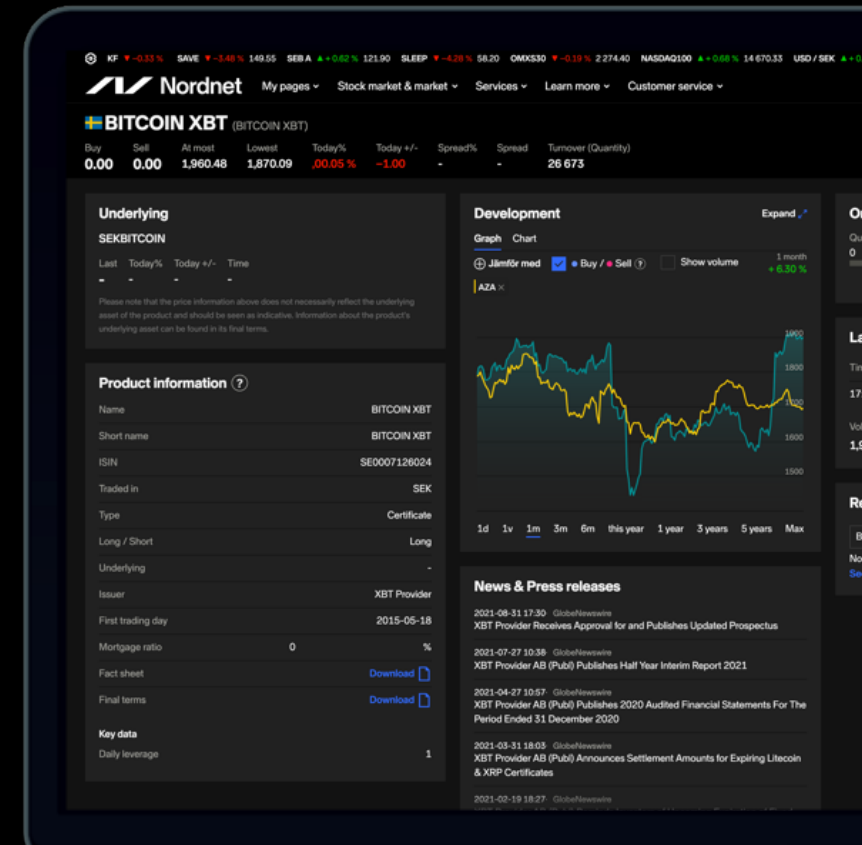 KF ▼ -0.33 % SAVE ▼ -3.48 % 149.55 SEB A ▲ + 0.62 % 121.90 SLEEP ▼ -4.28 % 58.20 OMXS30 ▼ -0.19 % 2 274.40 NASDAQ100 ▲ + 0.68 % 14 670.33 USD / SEK ▲ + 0.
Nordnet My pages Stock market & market Services Learn more Customer service
BITCOIN XBT (BITCOIN XBT)
Buy Sell At most Lowest Today% Today +/- Spread% Spread Turnover (Quantity)
0.00 0.00 1,960.48 1,870.09 ,00.05 % -1.00 - - 26 673
Underlying
SEKBITCOIN
Last Today% Today +/- Time
- - - -
Please note that the price information above does not necessarily reflect the underlying
asset of the product and should be seen as indicative. Information about the product's
underlying asset can be found in its final terms.
Product information ?
Name BITCOIN XBT
Short name BITCOIN XBT
ISIN SE0007126024
Traded in SEK
Type Certificate
Long / Short Long
Underlying -
Issuer XBT Provider
First trading day 2015-05-18
Mortgage ratio 0 %
Fact sheet Download
Final terms Download
Key data
Daily leverage 1
Development Expand
Graph Chart
Jämför med Buy / Sell ? Show volume 1 month
+ 6.30 %
AZA ×
1900
1800
1700
1600
1500
1d 1v 1m 3m 6m this year 1 year 3 years 5 years Max
News & Press releases
2021-08-31 17:30 GlobeNewswire
XBT Provider Receives Approval for and Publishes Updated Prospectus
2021-07-27 10:38 GlobeNewswire
XBT Provider AB (Publ) Publishes Half Year Interim Report 2021
2021-04-27 10:57 GlobeNewswire
XBT Provider AB (Publ) Publishes 2020 Audited Financial Statements For The
Period Ended 31 December 2020
2021-03-31 18:03 GlobeNewswire
XBT Provider AB (Publ) Announces Settlement Amounts for Expiring Litecoin
& XRP Certificates
2021-02-19 18:27 GlobeNewswire
0
17